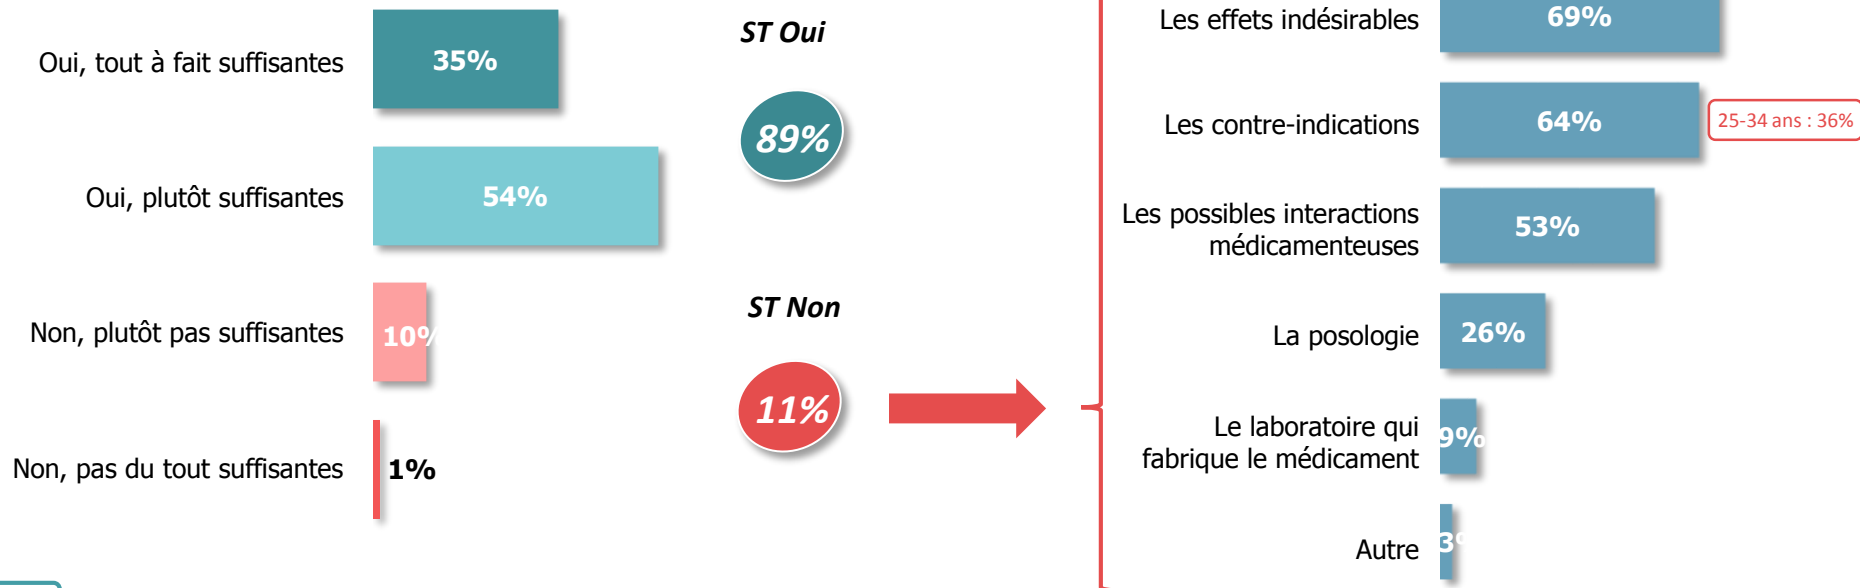 Oui, tout à fait suffisantes
35%
Oui, plutôt suffisantes
54%
Non, plutôt pas suffisantes
10%
Non, pas du tout suffisantes
1%
ST Oui
89%
ST Non
11%
Les effets indésirables
69%
Les contre-indications
64%
25-34 ans : 36%
Les possibles interactions
médicamenteuses
53%
La posologie
26%
Le laboratoire qui
fabrique le médicament
9%
Autre
3%